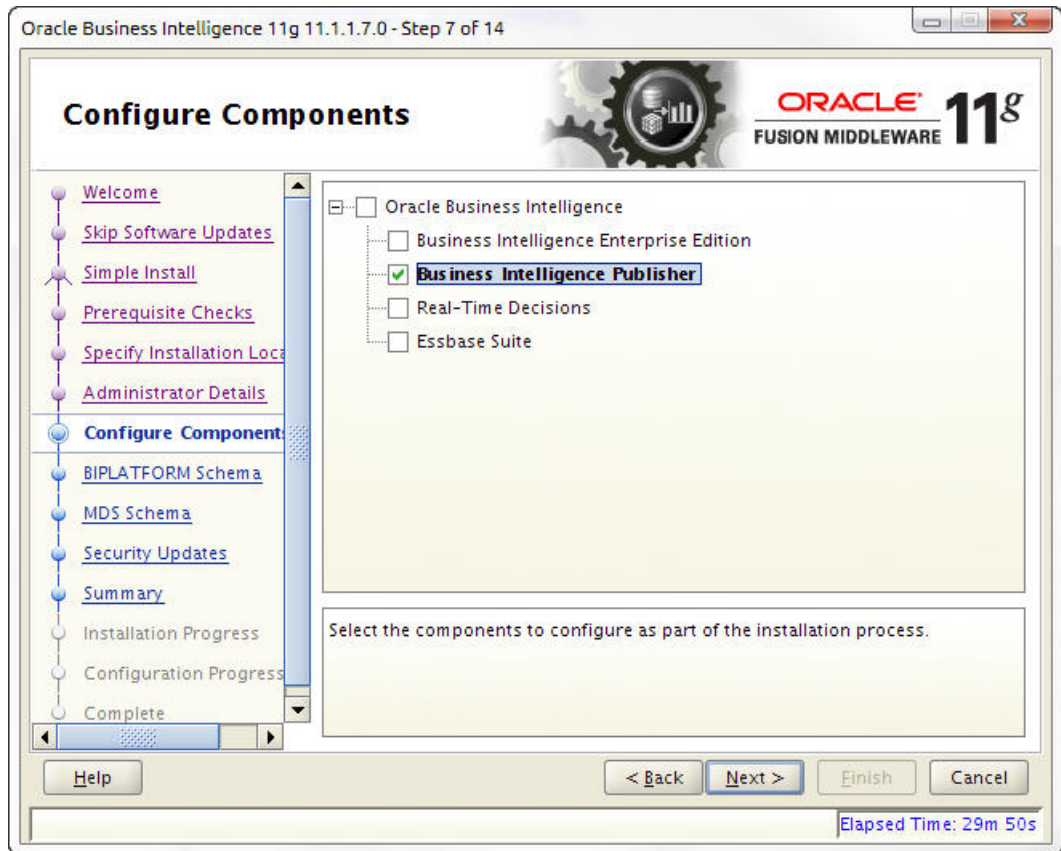 Oracle Business Intelligence 11g 11.1.1.7.0 - Step 7 of 14
Configure Components
ORACLE
FUSION MIDDLEWARE
11g
Welcome
Skip Software Updates
Simple Install
Prerequisite Checks
Specify Installation Loca
Administrator Details
Configure Component
BIPLATFORM Schema
MDS Schema
Security Updates
Summary
Installation Progress
Configuration Progress
Complete
Oracle Business Intelligence
Business Intelligence Enterprise Edition
Business Intelligence Publisher
Real-Time Decisions
Essbase Suite
Select the components to configure as part of the installation process.
Help
< Back
Next >
Finish
Cancel
Elapsed Time: 29m 50s